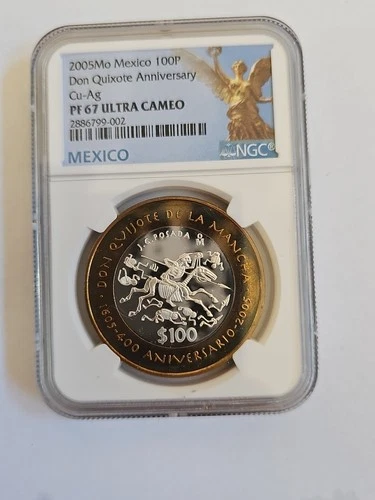 2005Mo Mexico 100P
Don Quixote Anniversary
Cu-Ag
PF 67 ULTRA CAMEO
2886799-002
MEXICO
NGC®
· DON QUIJOTE DE LA MANCHA ·
J.G. POSADA
Mo
$100
1605-400 ANIVERSARIO-2005